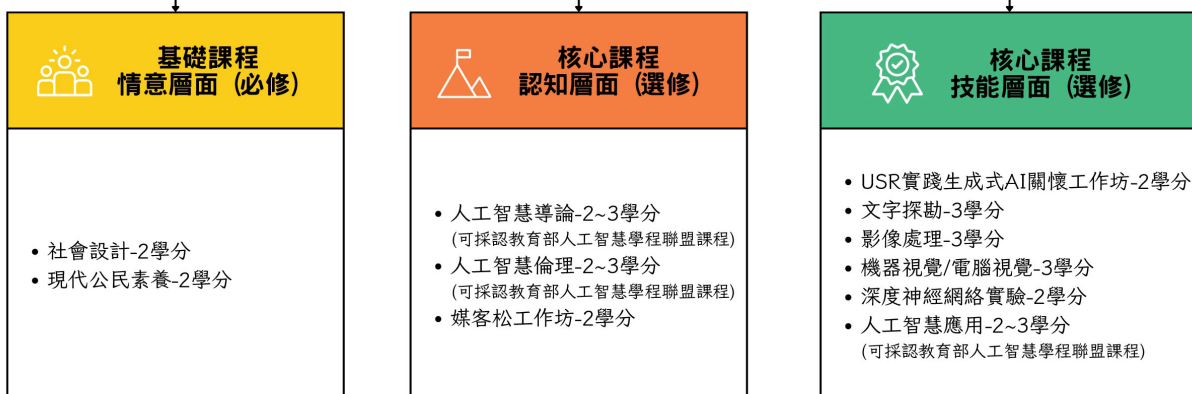 基礎課程
情意層面（必修）
• 社會設計-2學分
• 現代公民素養-2學分
核心課程
認知層面（選修）
• 人工智慧導論-2~3學分
(可採認教育部人工智慧學程聯盟課程)
• 人工智慧倫理-2~3學分
(可採認教育部人工智慧學程聯盟課程)
• 媒客松工作坊-2學分
核心課程
技能層面（選修）
• USR實踐生成式AI關懷工作坊-2學分
• 文字探勘-3學分
• 影像處理-3學分
• 機器視覺/電腦視覺-3學分
• 深度神經網絡實驗-2學分
• 人工智慧應用-2~3學分
(可採認教育部人工智慧學程聯盟課程)